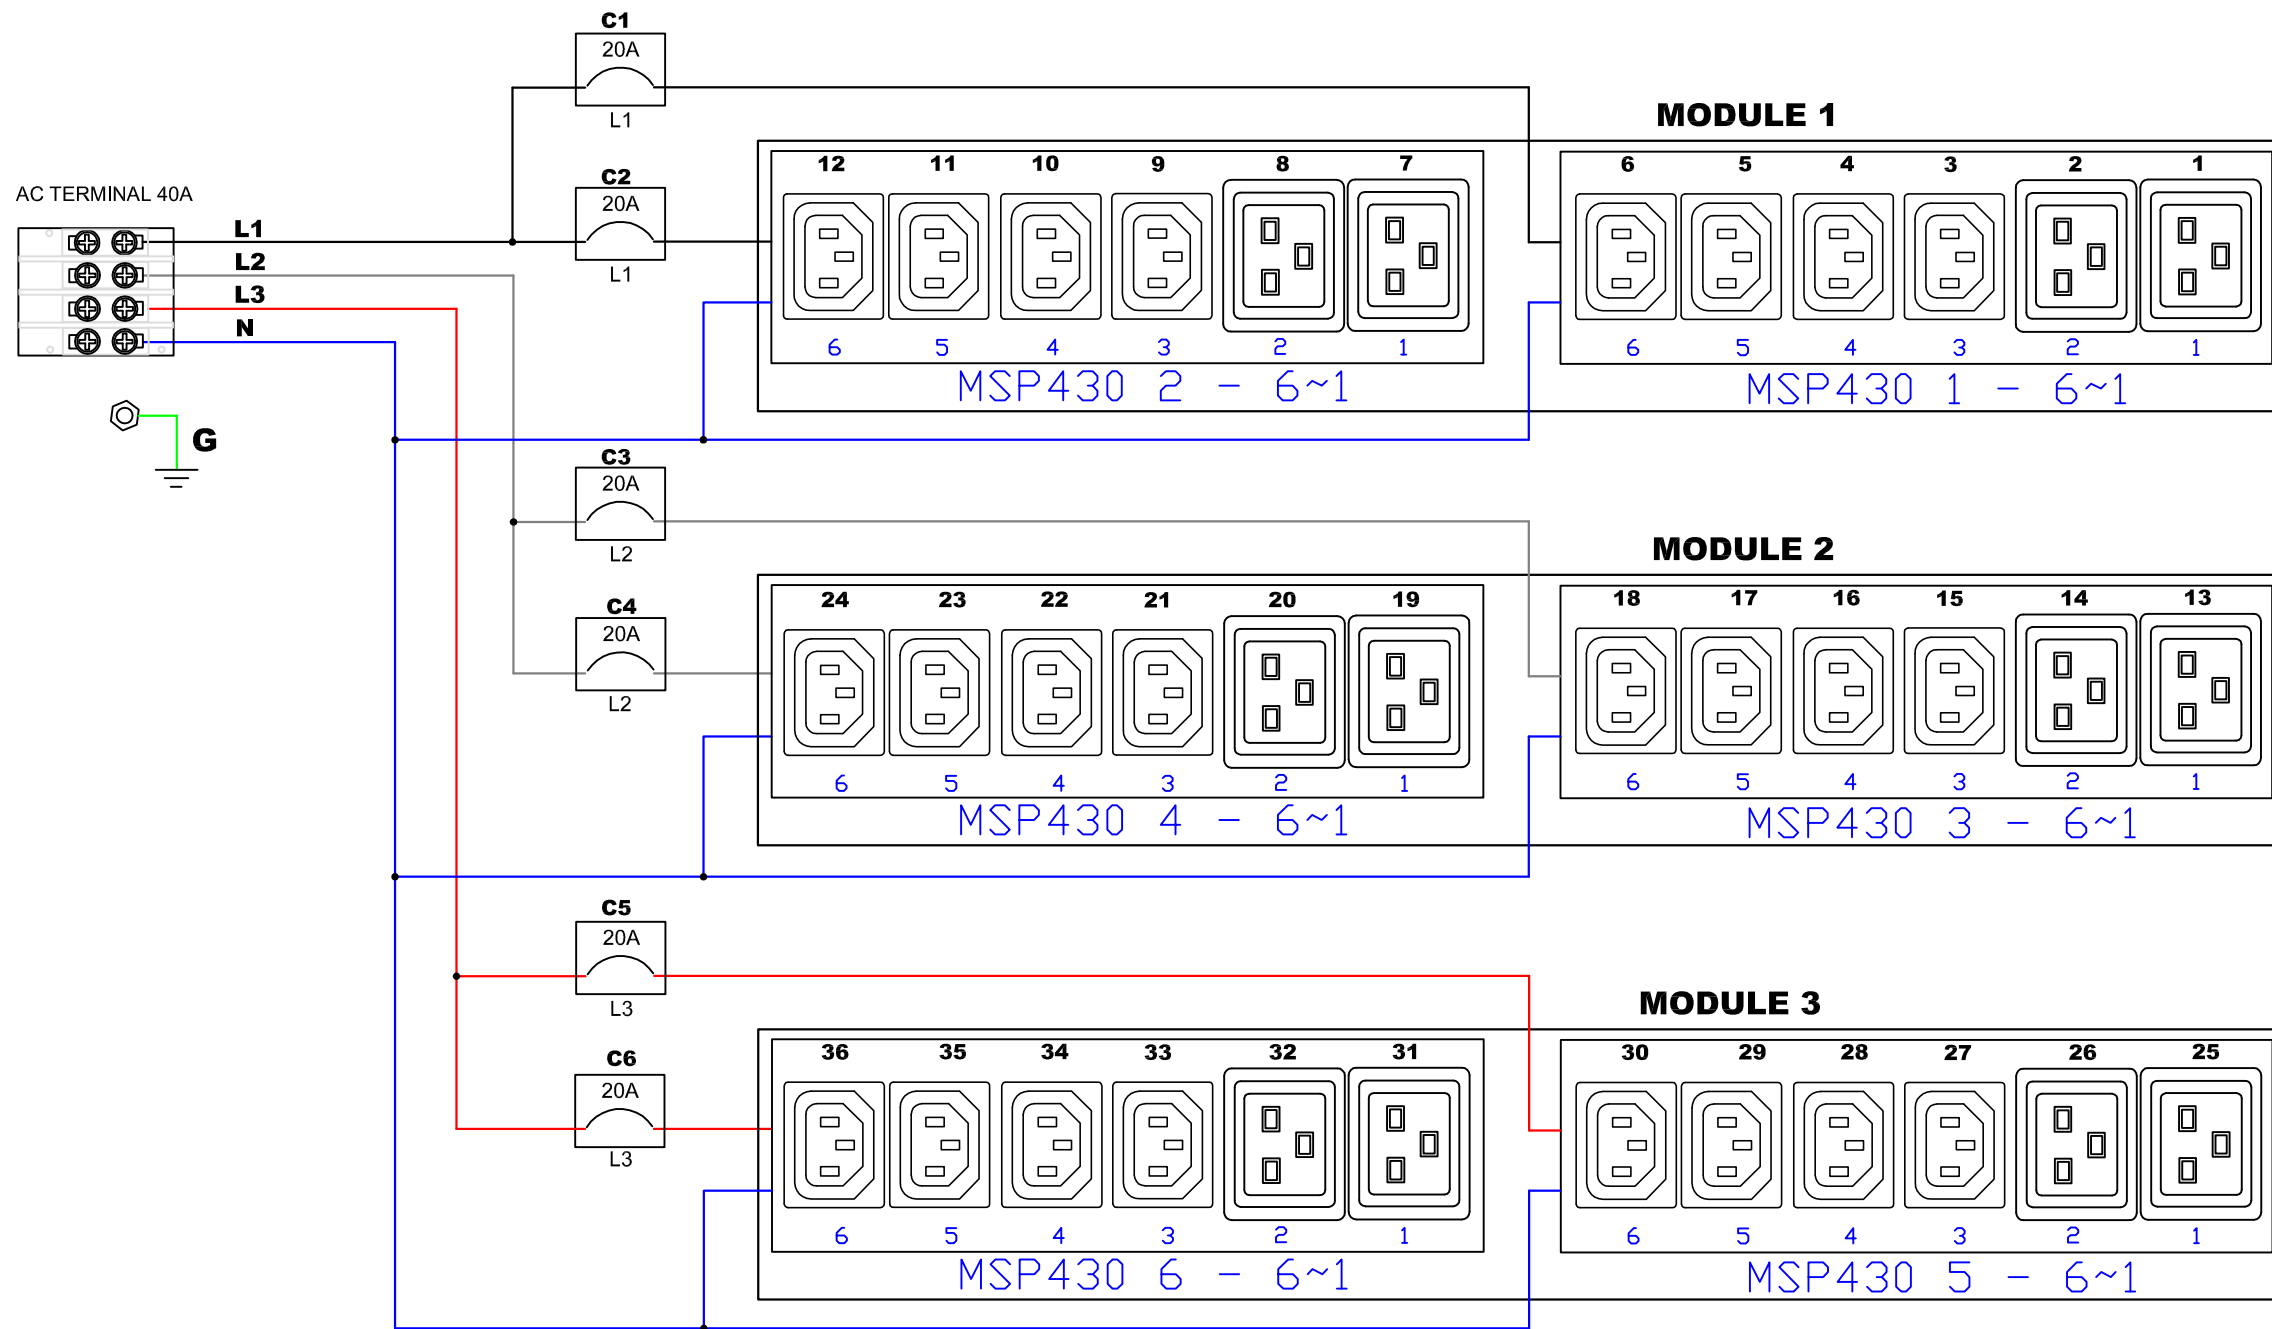 C1
20A
L1
MODULE 1
C2
20A
L1
12 11 10 9 8 7 6 5 4 3 2 1
AC TERMINAL 40A
L1
L2
L3
N
6 5 4 3 2 1 6 5 4 3 2 1
MSP430 2 - 6~1 MSP430 1 - 6~1
G
C3
20A
L2
MODULE 2
C4
20A
L2
24 23 22 21 20 19 18 17 16 15 14 13
6 5 4 3 2 1 6 5 4 3 2 1
MSP430 4 - 6~1 MSP430 3 - 6~1
C5
20A
L3
MODULE 3
C6
20A
L3
36 35 34 33 32 31 30 29 28 27 26 25
6 5 4 3 2 1 6 5 4 3 2 1
MSP430 6 - 6~1 MSP430 5 - 6~1